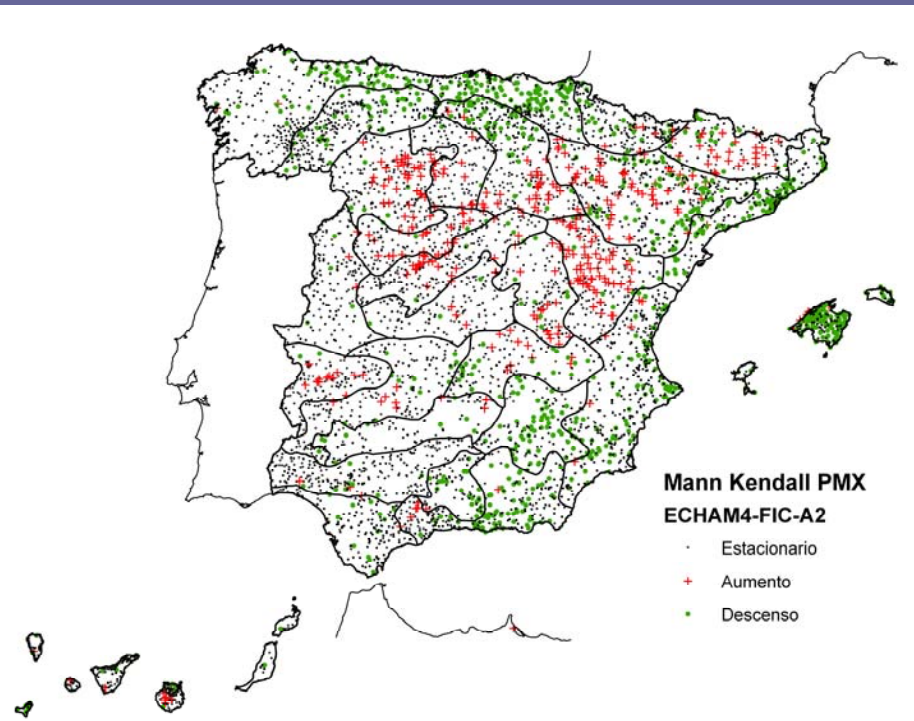 Mann Kendall PMX
ECHAM4-FIC-A2
Estacionario
Aumento
Descenso